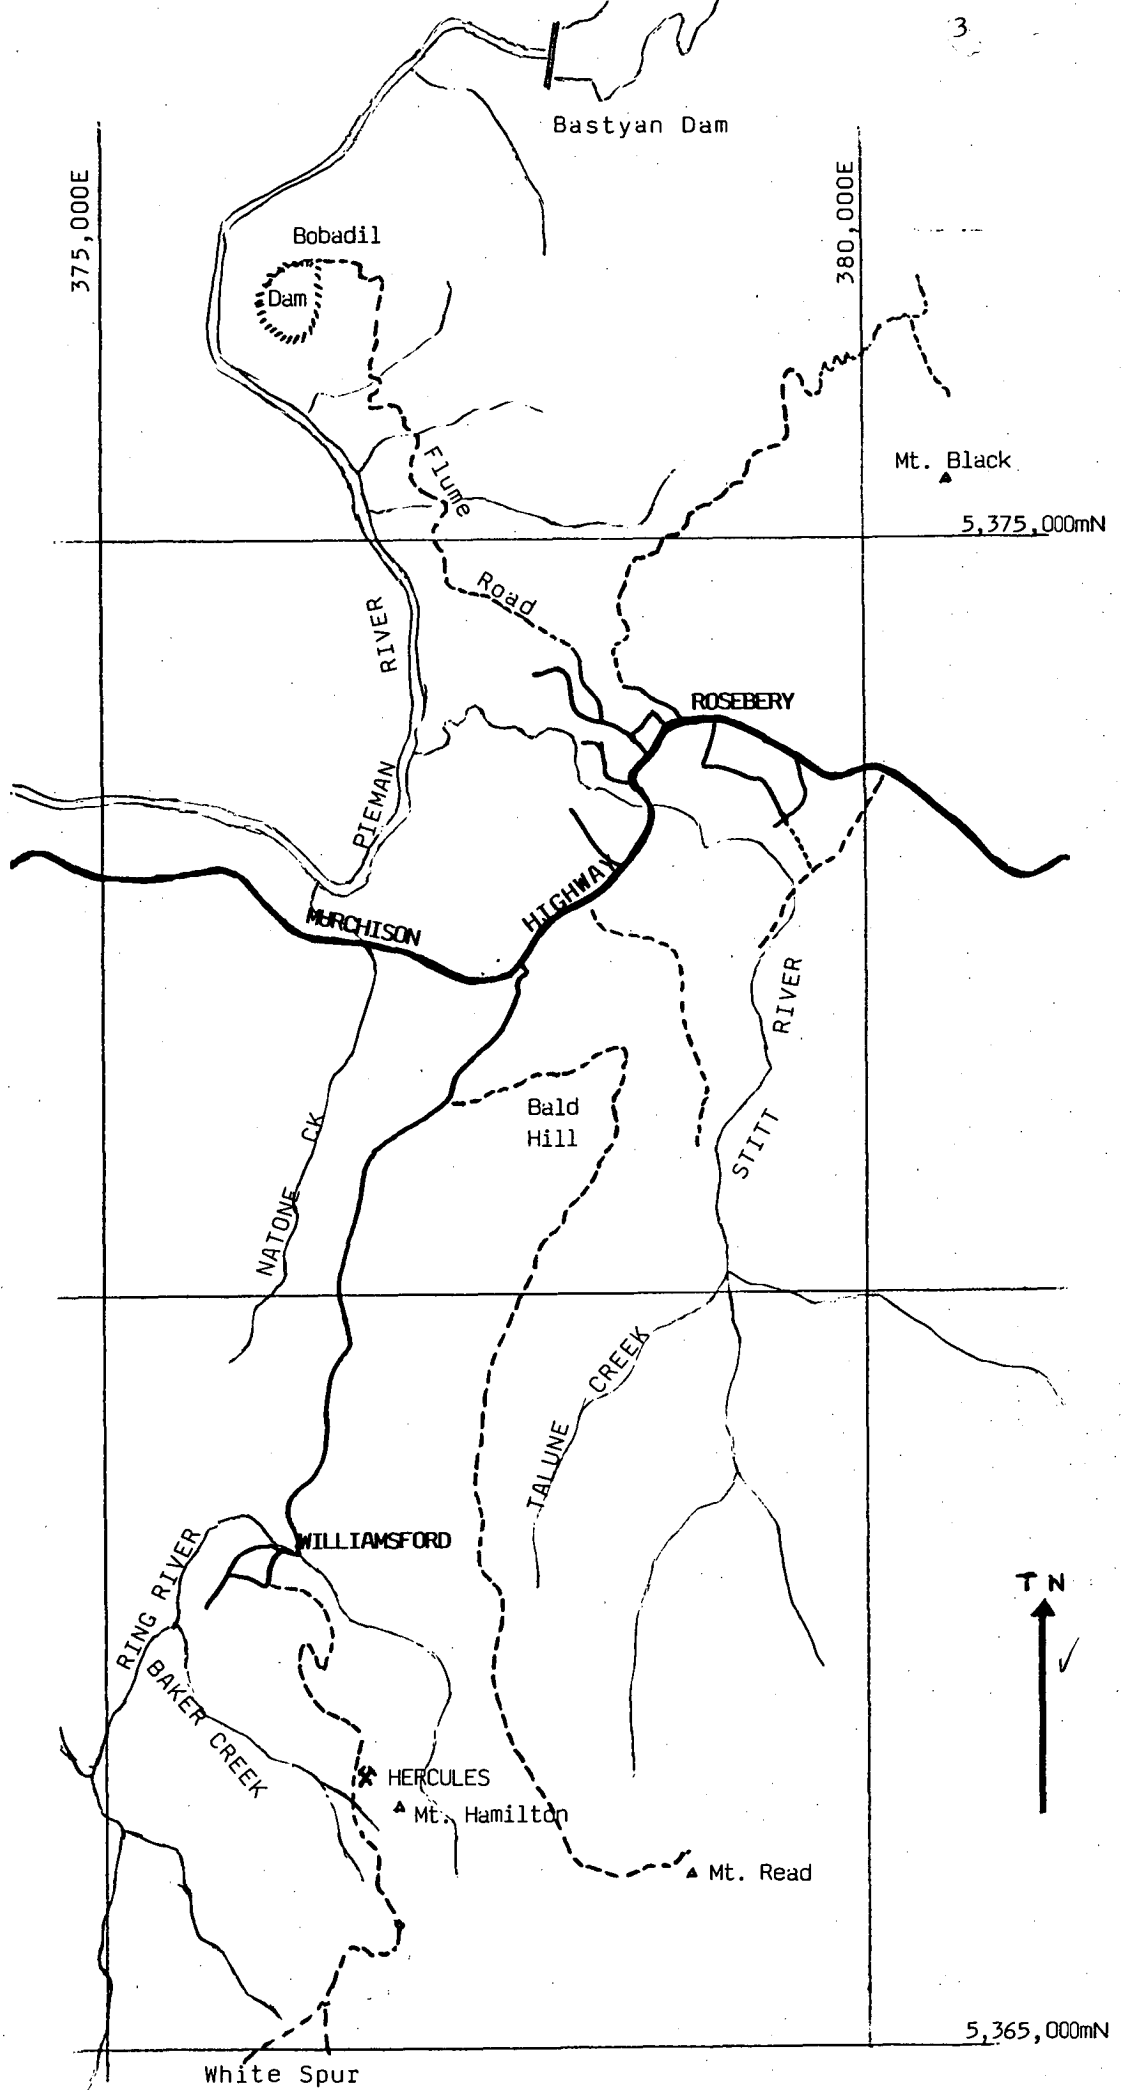 3
Bastyan Dam
375,000E
380,000E
Bobadil
Dam
Flume
Mt. Black
5,375,000mN
Road
RIVER
ROSEBERY
PIEMAN
HIGHWAY
MURCHISON
RIVER
Bald
Hill
CK
STITT
NATONE
CREEK
TALUNE
WILLIAMSFORD
RING RIVER
TN
BAKER CREEK
HERCULES
Mt. Hamilton
Mt. Read
5,365,000mN
White Spur